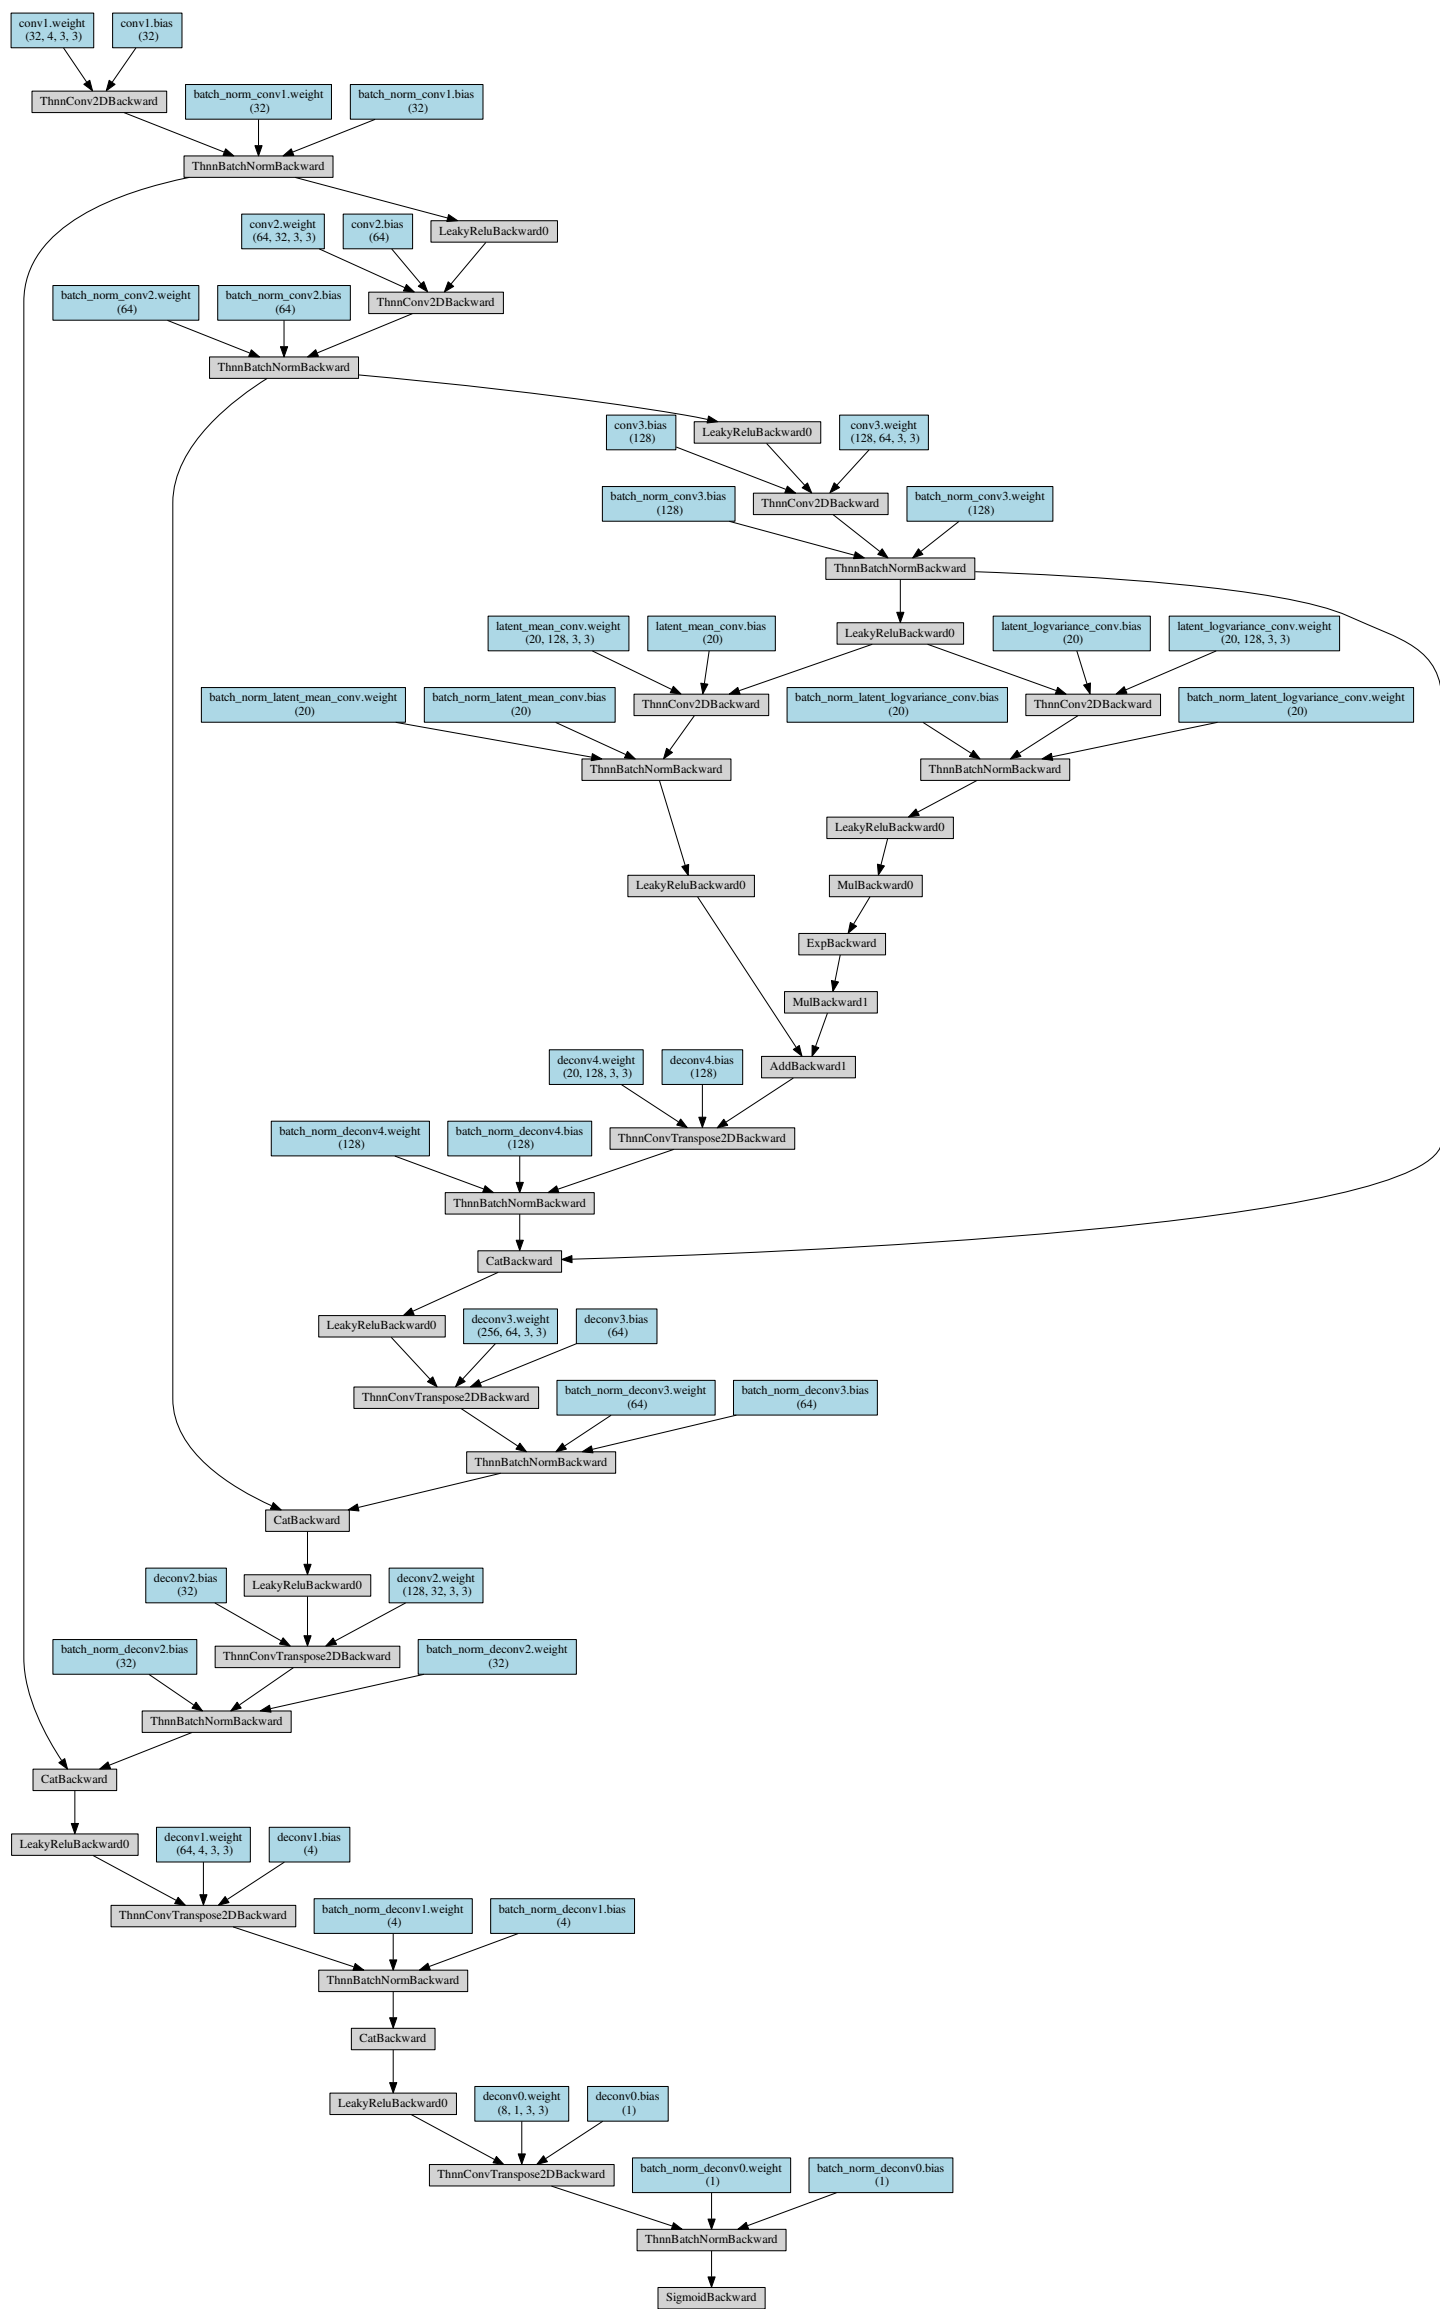 conv1.weight
(32, 4, 3, 3)
conv1.bias
(32)
ThnnConv2DBackward
batch_norm_conv1.weight
(32)
batch_norm_conv1.bias
(32)
ThnnBatchNormBackward
conv2.weight
(64, 32, 3, 3)
conv2.bias
(64)
LeakyReluBackward0
batch_norm_conv2.weight
(64)
batch_norm_conv2.bias
(64)
ThnnConv2DBackward
ThnnBatchNormBackward
conv3.bias
(128)
LeakyReluBackward0
conv3.weight
(128, 64, 3, 3)
batch_norm_conv3.bias
(128)
ThnnConv2DBackward
batch_norm_conv3.weight
(128)
ThnnBatchNormBackward
latent_mean_conv.weight
(20, 128, 3, 3)
latent_mean_conv.bias
(20)
LeakyReluBackward0
latent_logvariance_conv.bias
(20)
latent_logvariance_conv.weight
(20, 128, 3, 3)
batch_norm_latent_mean_conv.weight
(20)
batch_norm_latent_mean_conv.bias
(20)
ThnnConv2DBackward
batch_norm_latent_logvariance_conv.bias
(20)
ThnnConv2DBackward
batch_norm_latent_logvariance_conv.weight
(20)
ThnnBatchNormBackward
ThnnBatchNormBackward
LeakyReluBackward0
LeakyReluBackward0
MulBackward0
ExpBackward
MulBackward1
deconv4.weight
(20, 128, 3, 3)
deconv4.bias
(128)
AddBackward1
batch_norm_deconv4.weight
(128)
batch_norm_deconv4.bias
(128)
ThnnConvTranspose2DBackward
ThnnBatchNormBackward
CatBackward
LeakyReluBackward0
deconv3.weight
(256, 64, 3, 3)
deconv3.bias
(64)
ThnnConvTranspose2DBackward
batch_norm_deconv3.weight
(64)
batch_norm_deconv3.bias
(64)
ThnnBatchNormBackward
CatBackward
deconv2.bias
(32)
LeakyReluBackward0
deconv2.weight
(128, 32, 3, 3)
batch_norm_deconv2.bias
(32)
ThnnConvTranspose2DBackward
batch_norm_deconv2.weight
(32)
ThnnBatchNormBackward
CatBackward
LeakyReluBackward0
deconv1.weight
(64, 4, 3, 3)
deconv1.bias
(4)
ThnnConvTranspose2DBackward
batch_norm_deconv1.weight
(4)
batch_norm_deconv1.bias
(4)
ThnnBatchNormBackward
CatBackward
LeakyReluBackward0
deconv0.weight
(8, 1, 3, 3)
deconv0.bias
(1)
ThnnConvTranspose2DBackward
batch_norm_deconv0.weight
(1)
batch_norm_deconv0.bias
(1)
ThnnBatchNormBackward
SigmoidBackward